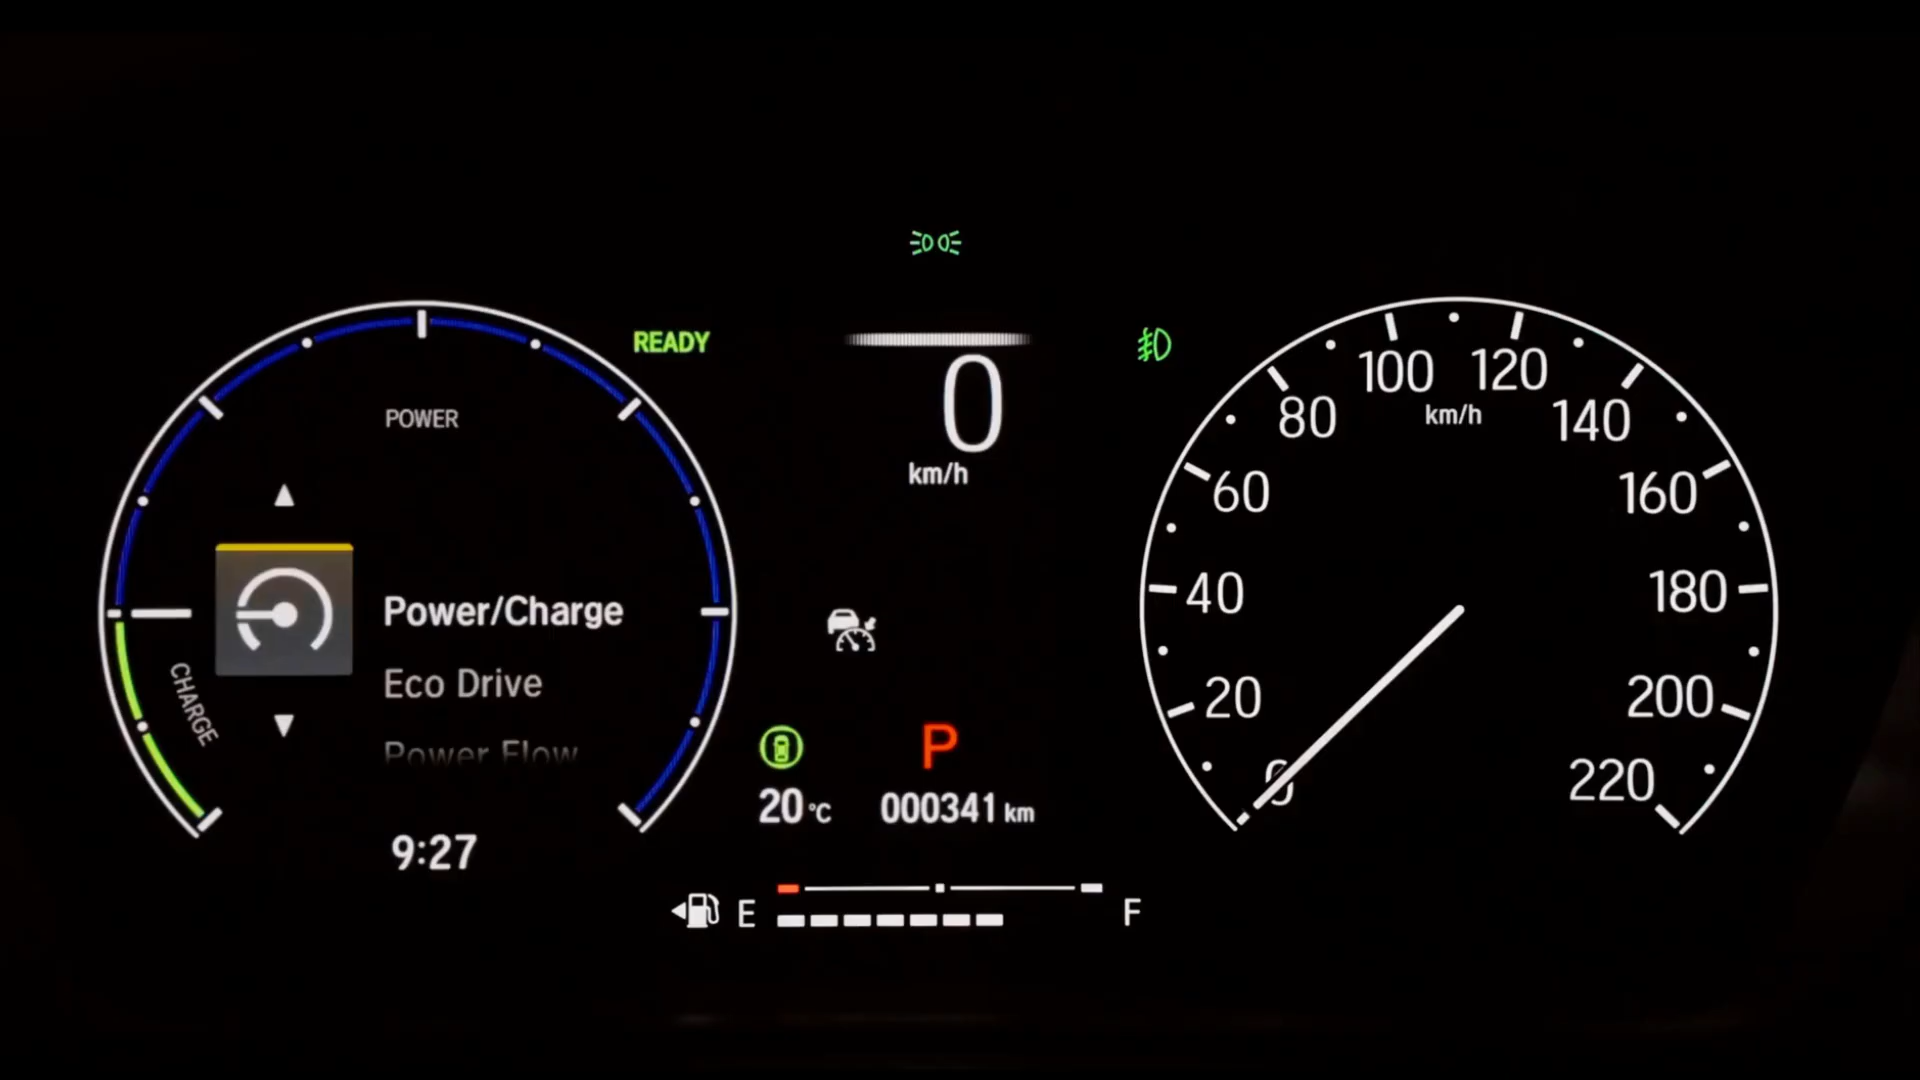 READY
0
km/h
POWER
CHARGE
Power/Charge
Eco Drive
Power Flow
9:27
P
20 °C
000341 km
E
F
0
20
40
60
80
100
120
140
160
180
200
220
km/h